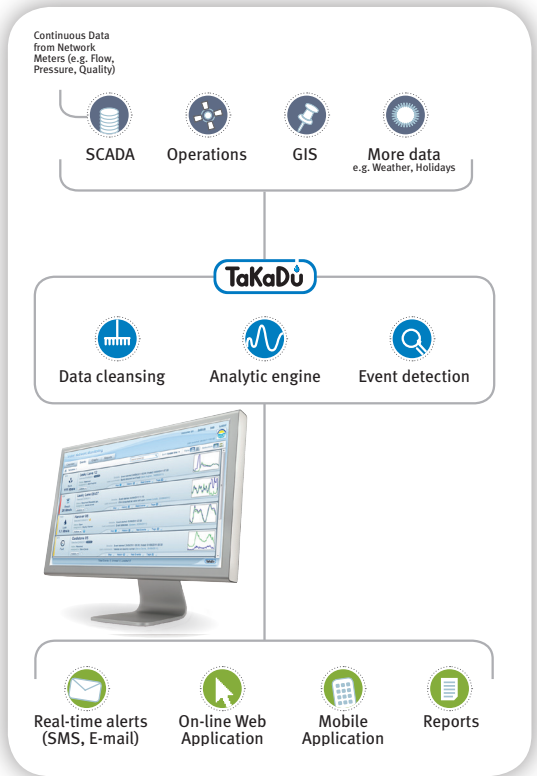 Continuous Data
from Network
Meters (e.g. Flow,
Pressure, Quality)
SCADA
Operations
GIS
More data
e.g. Weather, Holidays
TaKaDu
Data cleansing
Analytic engine
Event detection
Real-time alerts
(SMS, E-mail)
On-line Web
Application
Mobile
Application
Reports